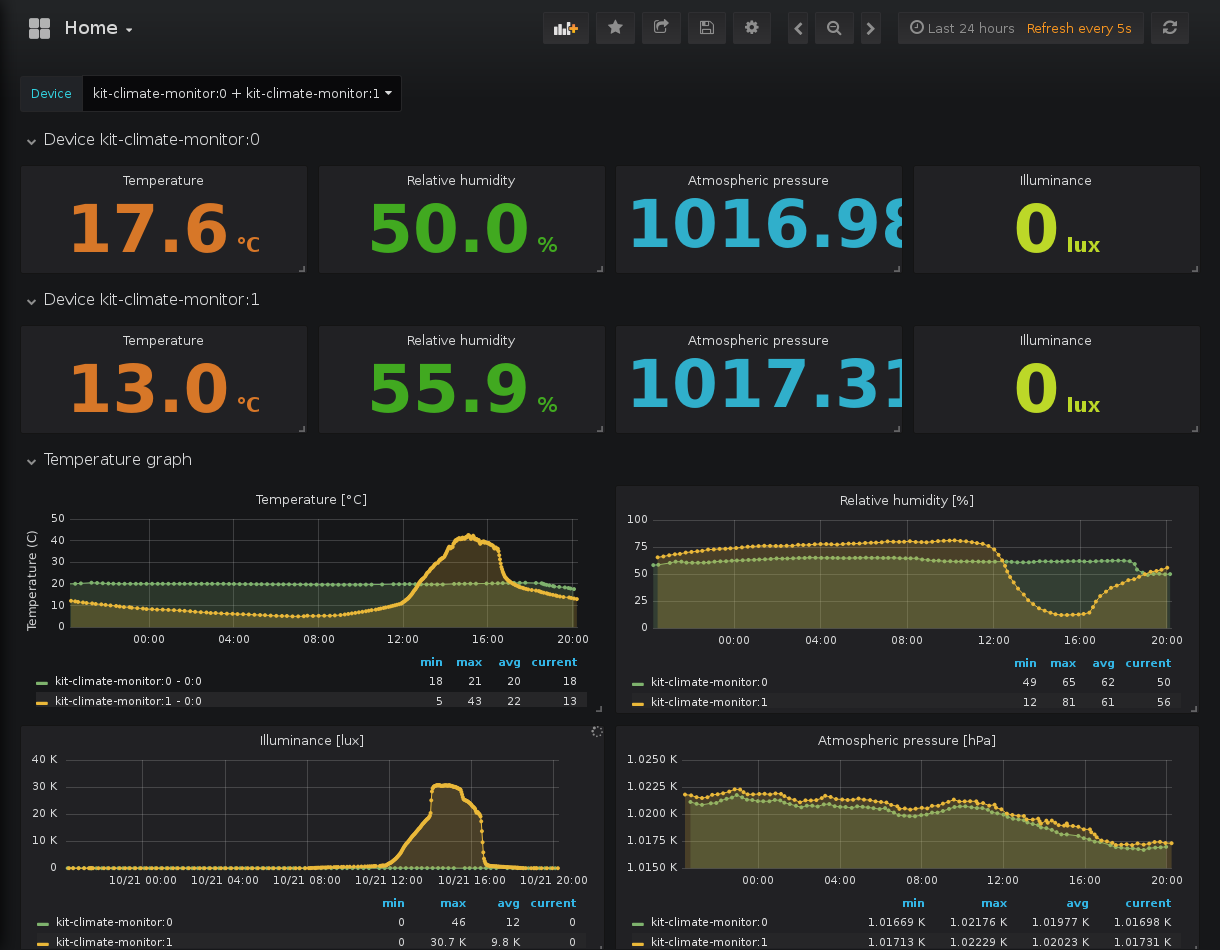 Home
Last 24 hours Refresh every 5s
Device kit-climate-monitor:0 + kit-climate-monitor:1
Device kit-climate-monitor:0
Temperature Relative humidity Atmospheric pressure Illuminance
17.6 °C 50.0 % 1016.98 0 lux
Device kit-climate-monitor:1
Temperature Relative humidity Atmospheric pressure Illuminance
13.0 °C 55.9 % 1017.31 0 lux
Temperature graph
Temperature [°C]
Temperature (C)
50
40
30
20
10
0
00:00 04:00 08:00 12:00 16:00 20:00
min max avg current
kit-climate-monitor:0 - 0:0 18 21 20 18
kit-climate-monitor:1 - 0:0 5 43 22 13
Relative humidity [%]
100
75
50
25
0
00:00 04:00 08:00 12:00 16:00 20:00
min max avg current
kit-climate-monitor:0 49 65 62 50
kit-climate-monitor:1 12 81 61 56
Illuminance [lux]
40 K
30 K
20 K
10 K
0
10/21 00:00 10/21 04:00 10/21 08:00 10/21 12:00 10/21 16:00 10/21 20:00
min max avg current
kit-climate-monitor:0 0 46 12 0
kit-climate-monitor:1 0 30.7 K 9.8 K 0
Atmospheric pressure [hPa]
1.0250 K
1.0225 K
1.0200 K
1.0175 K
1.0150 K
00:00 04:00 08:00 12:00 16:00 20:00
min max avg current
kit-climate-monitor:0 1.01669 K 1.02176 K 1.01977 K 1.01698 K
kit-climate-monitor:1 1.01713 K 1.02229 K 1.02023 K 1.01731 K